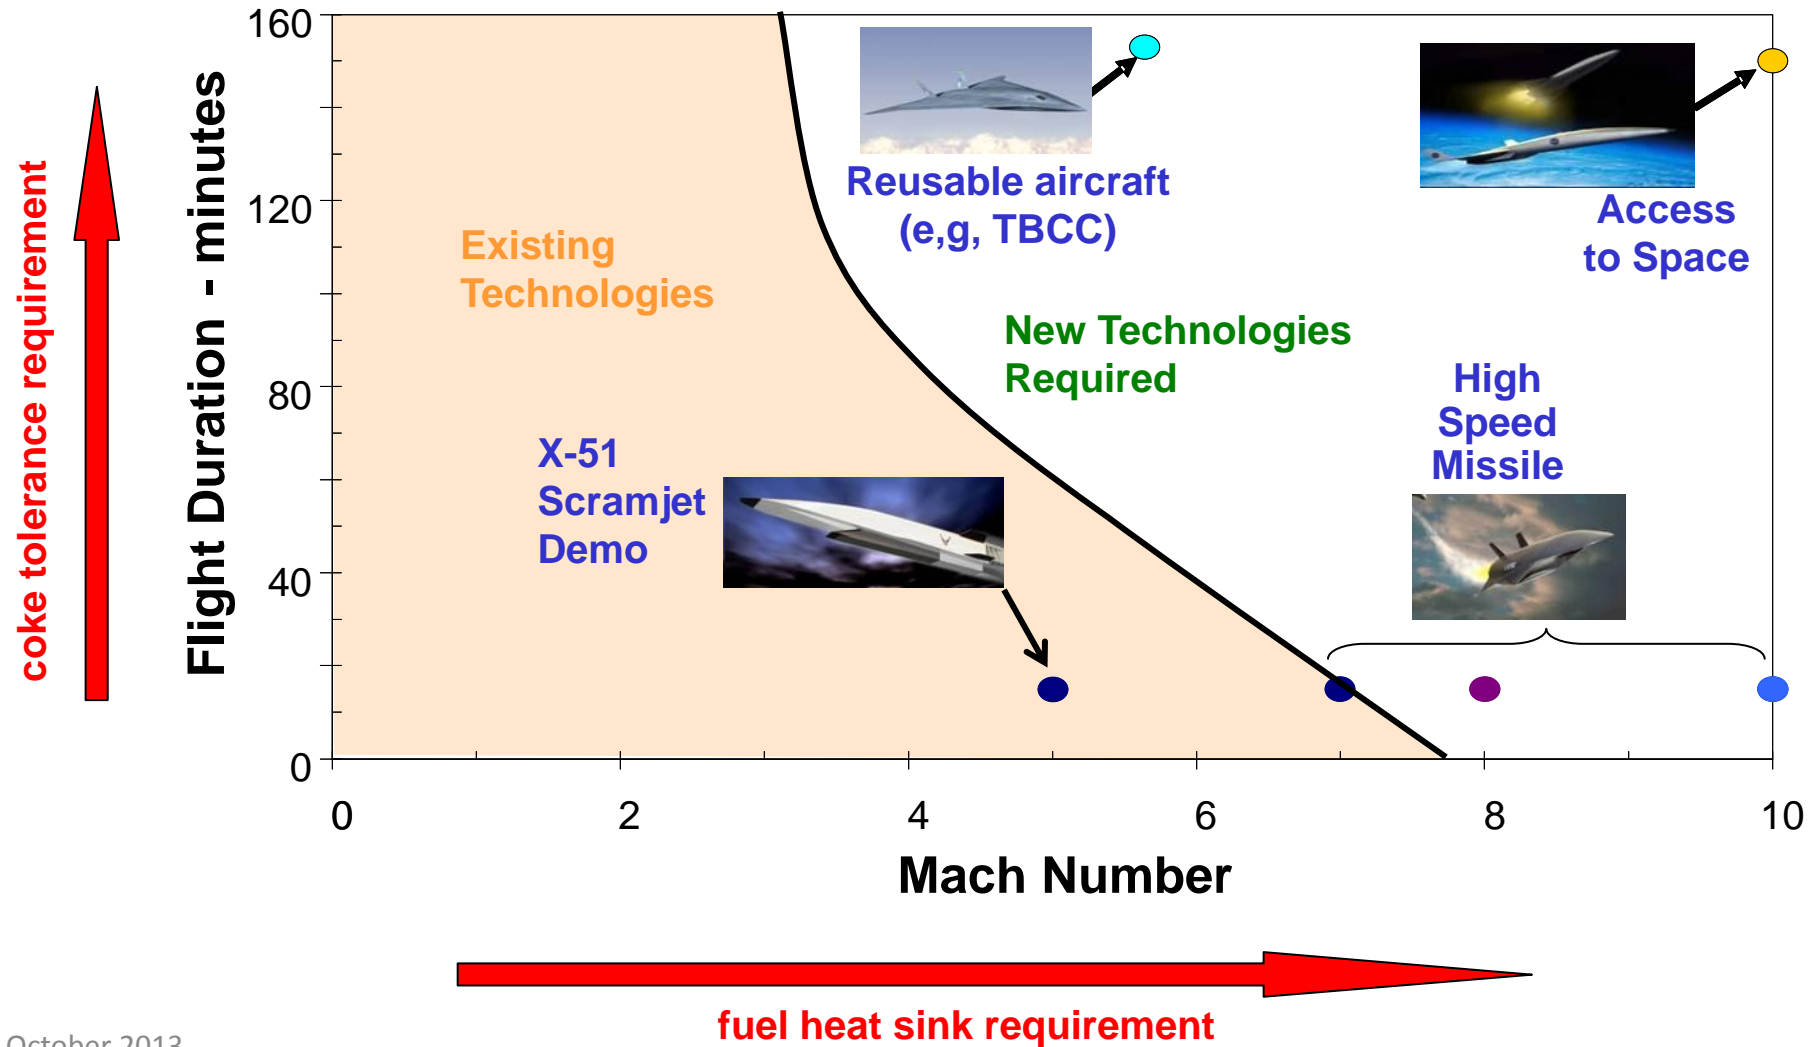 160
120
80
40
0
0
2
4
6
8
10
Flight Duration - minutes
Mach Number
coke tolerance requirement
fuel heat sink requirement
Existing
Technologies
New Technologies
Required
Reusable aircraft
(e,g, TBCC)
Access
to Space
X-51
Scramjet
Demo
High
Speed
Missile
October 2013